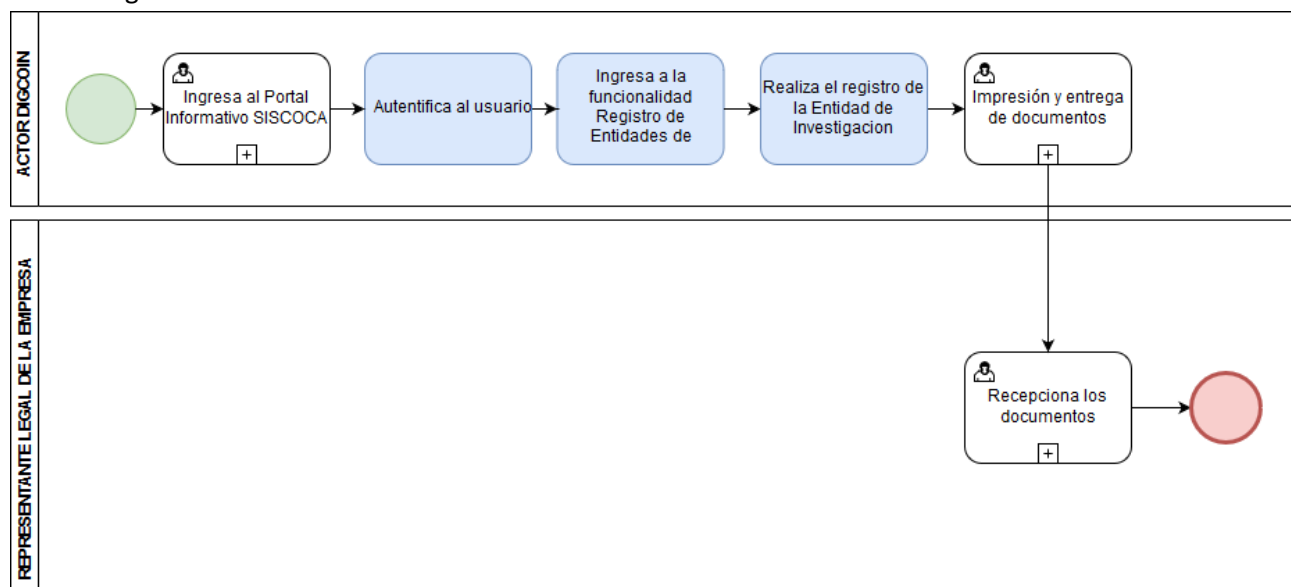 ACTOR DIGCOIN
Ingresa al Portal
Informativo SISCOCA
Autentifica al usuario
Ingresa a la
funcionalidad
Registro de
Entidades de
Realiza el registro de
la Entidad de
Investigacion
Impresión y entrega
de documentos
REPRESENTANTE LEGAL DE LA EMPRESA
Recepciona los
documentos